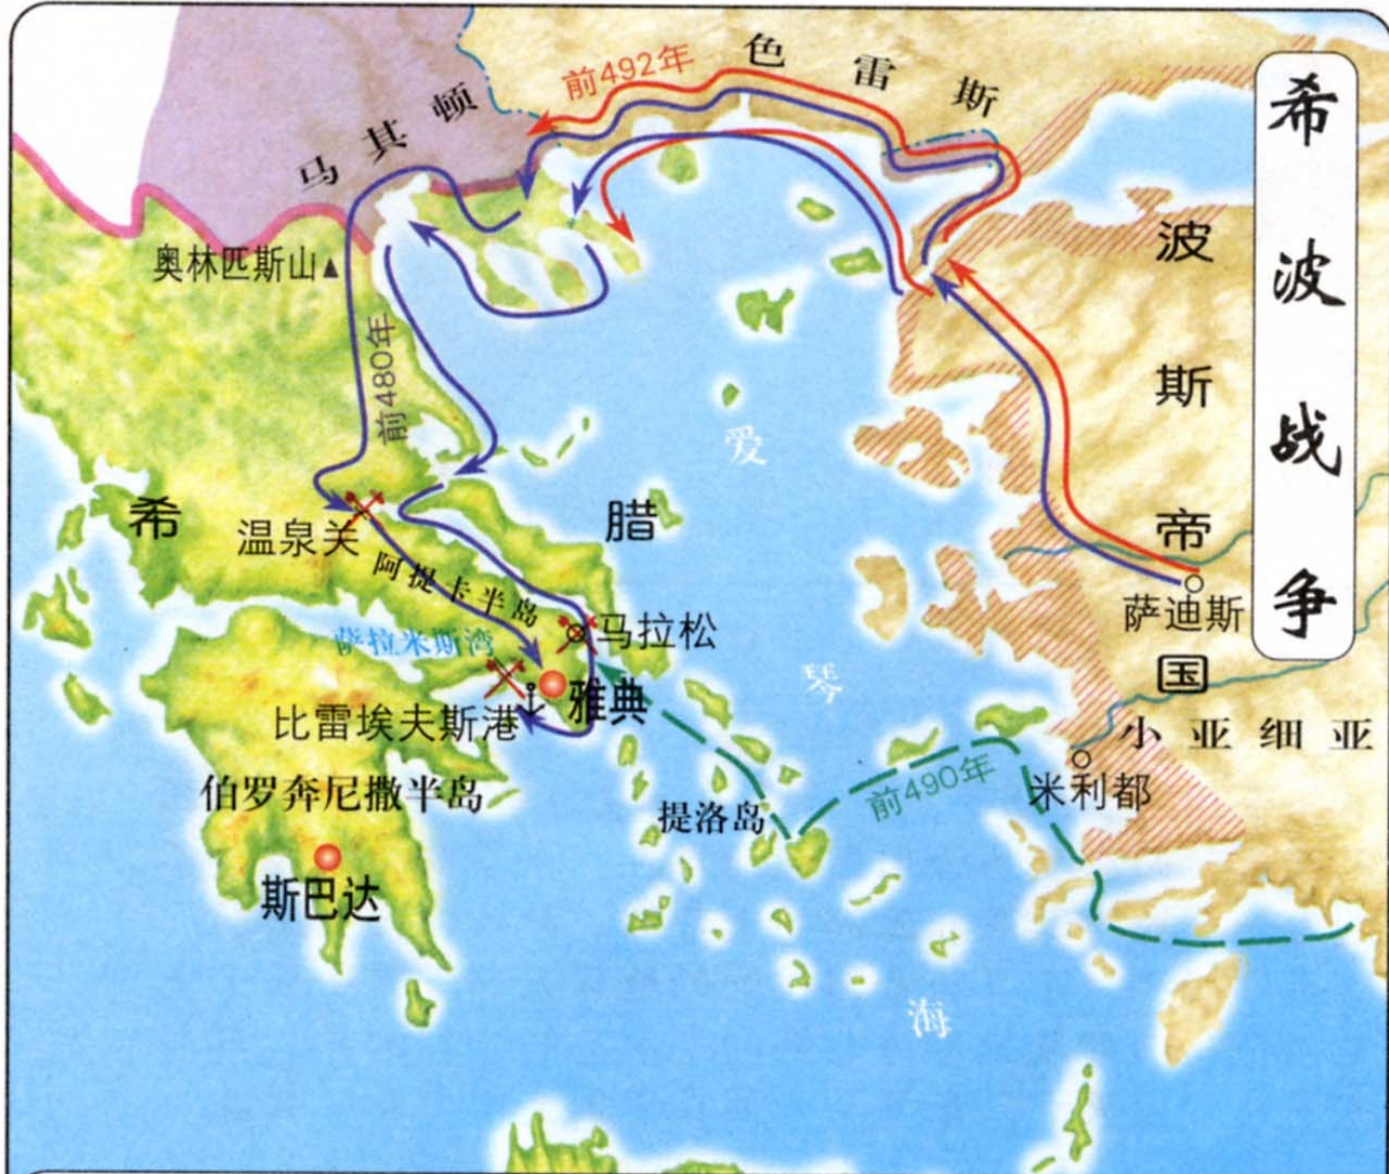 希波战争
色雷斯
前492年
马其顿
波斯帝国
奥林匹斯山
前480年
爱琴海
希腊
温泉关
阿提卡半岛
萨迪斯
马拉松
萨拉米斯湾
雅典
比雷埃夫斯港
小亚细亚
前490年
米利都
伯罗奔尼撒半岛
提洛岛
斯巴达